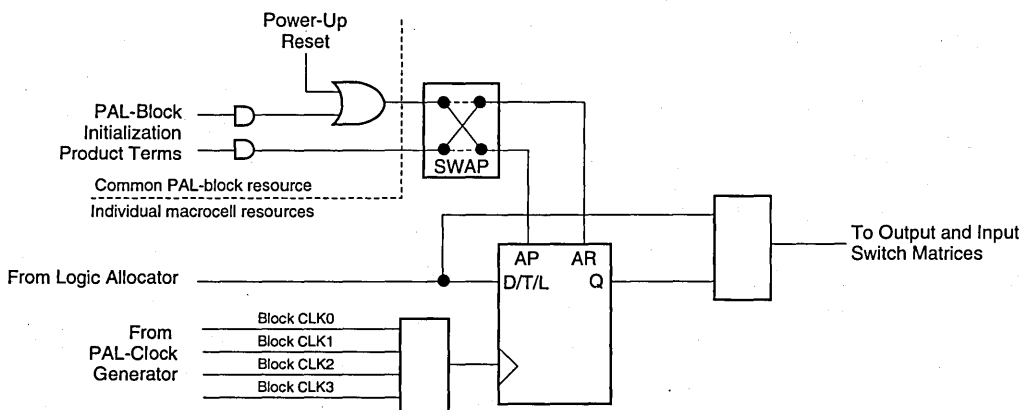 Power-Up
Reset
PAL-Block
Initialization
Product Terms
SWAP
Common PAL-block resource
Individual macrocell resources
To Output and Input
Switch Matrices
AP AR
From Logic Allocator
D/T/L Q
From
PAL-Clock
Generator
Block CLK0
Block CLK1
Block CLK2
Block CLK3